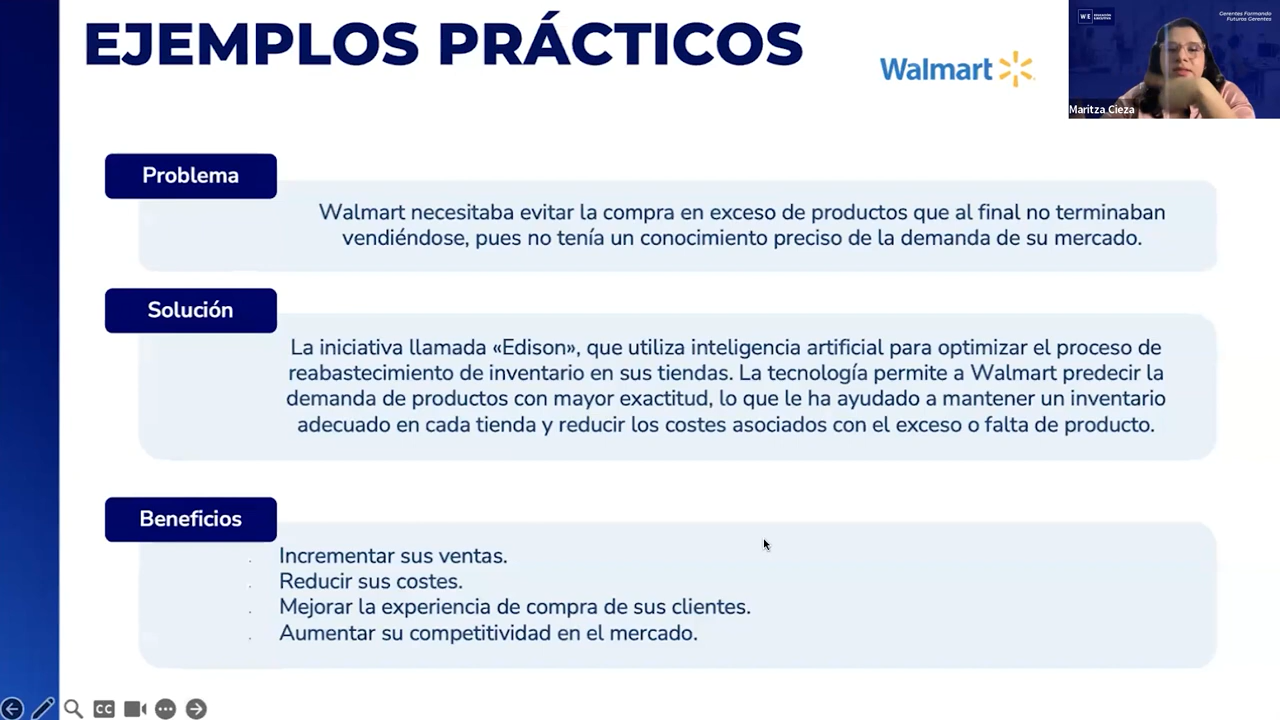 EJEMPLOS PRÁCTICOS
Walmart
WE EDUCACIÓN EJECUTIVA
Gerentes Formando
Futuros Gerentes
Maritza Cieza
Problema
Walmart necesitaba evitar la compra en exceso de productos que al final no terminaban
vendiéndose, pues no tenía un conocimiento preciso de la demanda de su mercado.
Solución
La iniciativa llamada «Edison», que utiliza inteligencia artificial para optimizar el proceso de
reabastecimiento de inventario en sus tiendas. La tecnología permite a Walmart predecir la
demanda de productos con mayor exactitud, lo que le ha ayudado a mantener un inventario
adecuado en cada tienda y reducir los costes asociados con el exceso o falta de producto.
Beneficios
Incrementar sus ventas.
Reducir sus costes.
Mejorar la experiencia de compra de sus clientes.
Aumentar su competitividad en el mercado.
CC